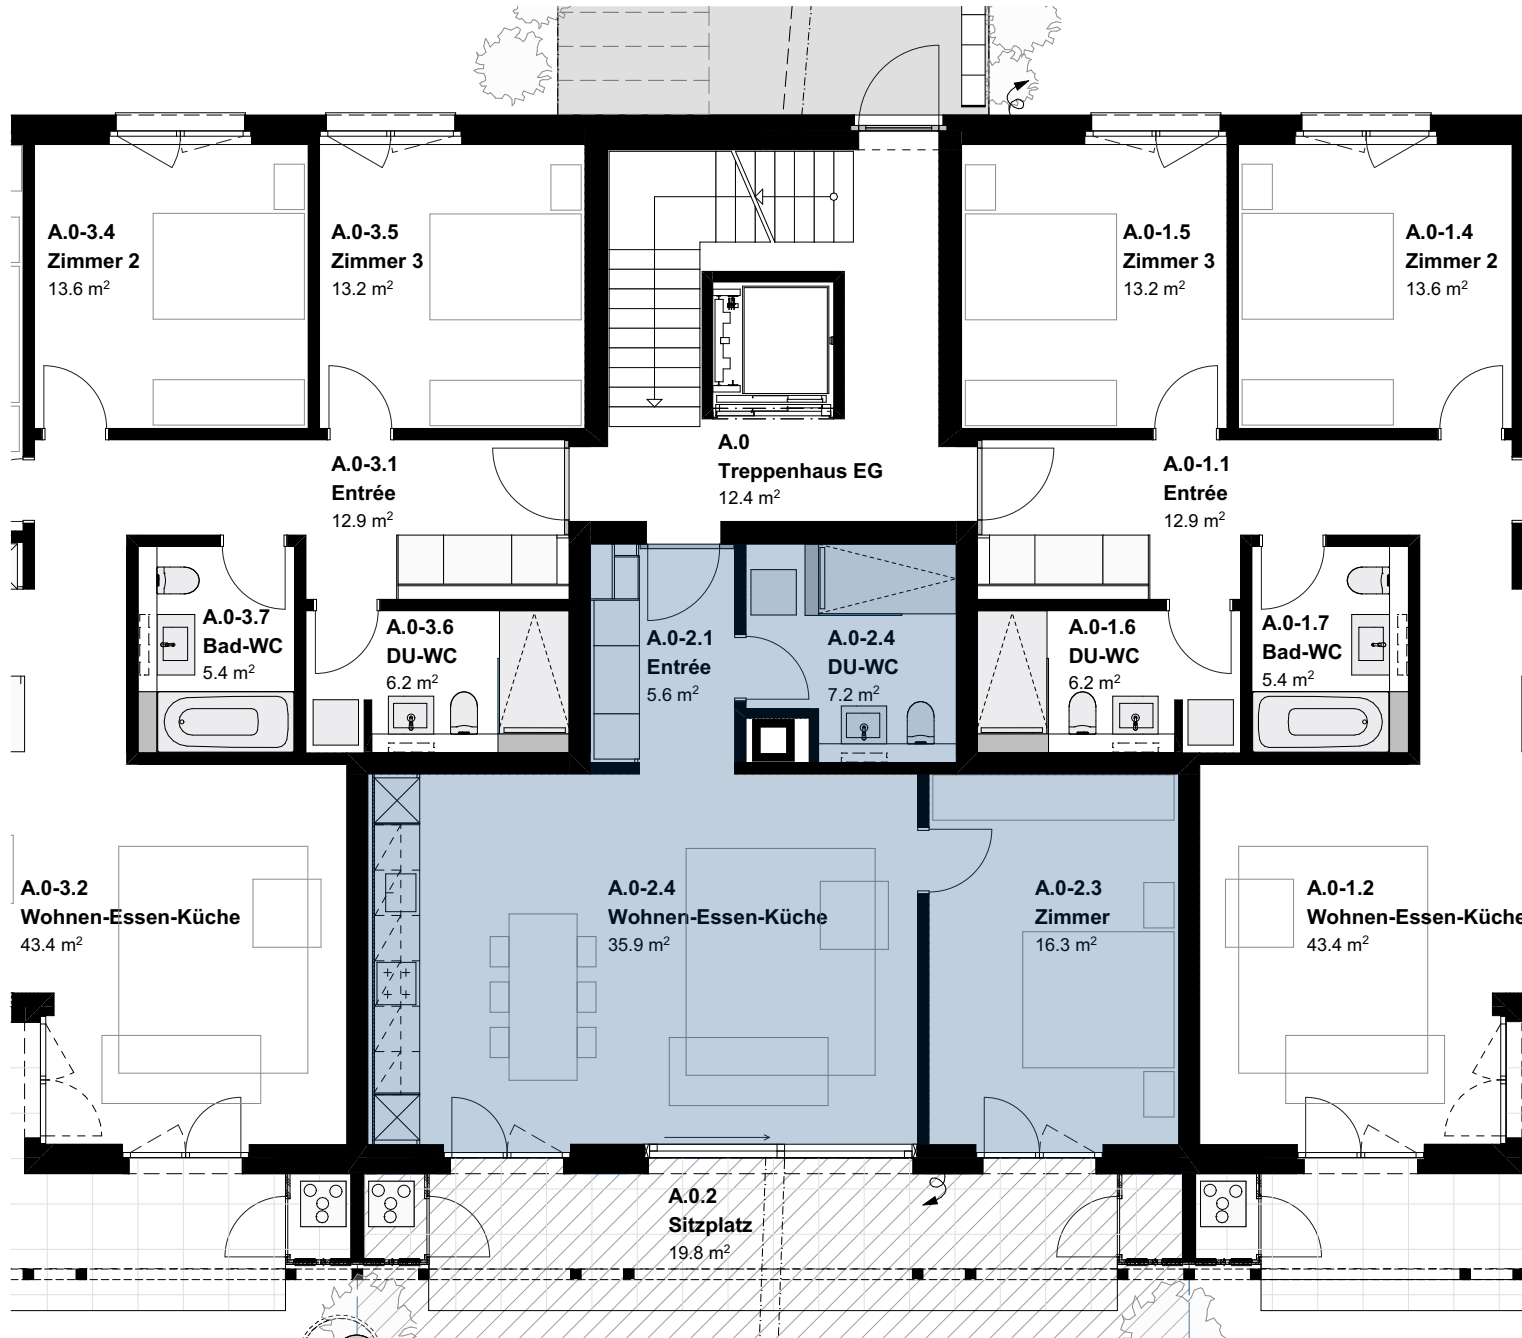 A.0-3.4
Zimmer 2
13.6 m²
A.0-3.5
Zimmer 3
13.2 m²
A.0-1.5
Zimmer 3
13.2 m²
A.0-1.4
Zimmer 2
13.6 m²
A.0
Treppenhaus EG
12.4 m²
A.0-3.1
Entrée
12.9 m²
A.0-1.1
Entrée
12.9 m²
A.0-3.7
Bad-WC
5.4 m²
A.0-3.6
DU-WC
6.2 m²
A.0-2.1
Entrée
5.6 m²
A.0-2.4
DU-WC
7.2 m²
A.0-1.6
DU-WC
6.2 m²
A.0-1.7
Bad-WC
5.4 m²
A.0-3.2
Wohnen-Essen-Küche
43.4 m²
A.0-2.4
Wohnen-Essen-Küche
35.9 m²
A.0-2.3
Zimmer
16.3 m²
A.0-1.2
Wohnen-Essen-Küche
43.4 m²
A.0.2
Sitzplatz
19.8 m²